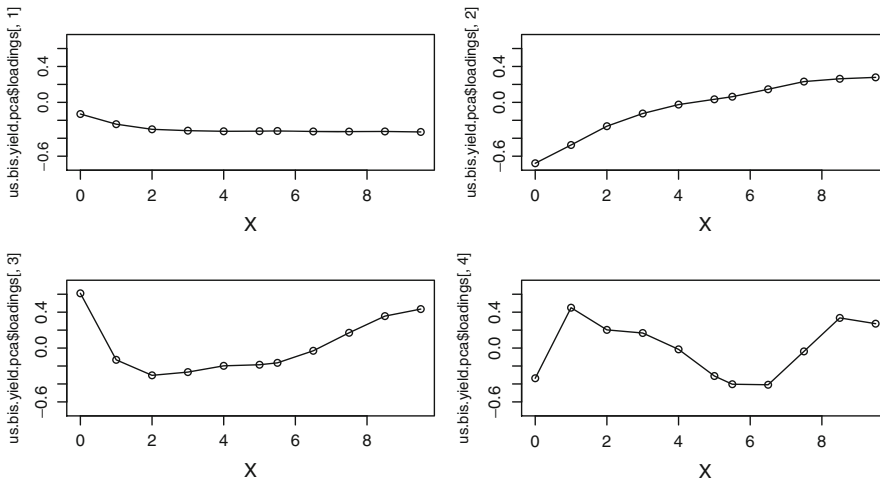 us.bis.yield.pca$loadings[, 1]
0.4
0.0
−0.6
0 2 4 6 8
X
us.bis.yield.pca$loadings[, 2]
0.4
0.0
−0.6
0 2 4 6 8
X
us.bis.yield.pca$loadings[, 3]
0.4
0.0
−0.6
0 2 4 6 8
X
us.bis.yield.pca$loadings[, 4]
0.4
0.0
−0.6
0 2 4 6 8
X